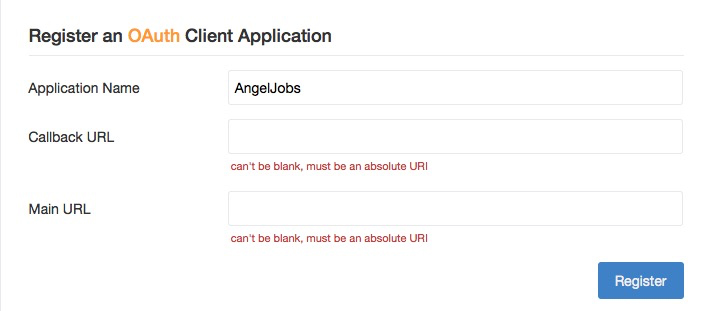 Register an OAuth Client Application
Application Name AngelJobs
Callback URL
can't be blank, must be an absolute URI
Main URL
can't be blank, must be an absolute URI
Register